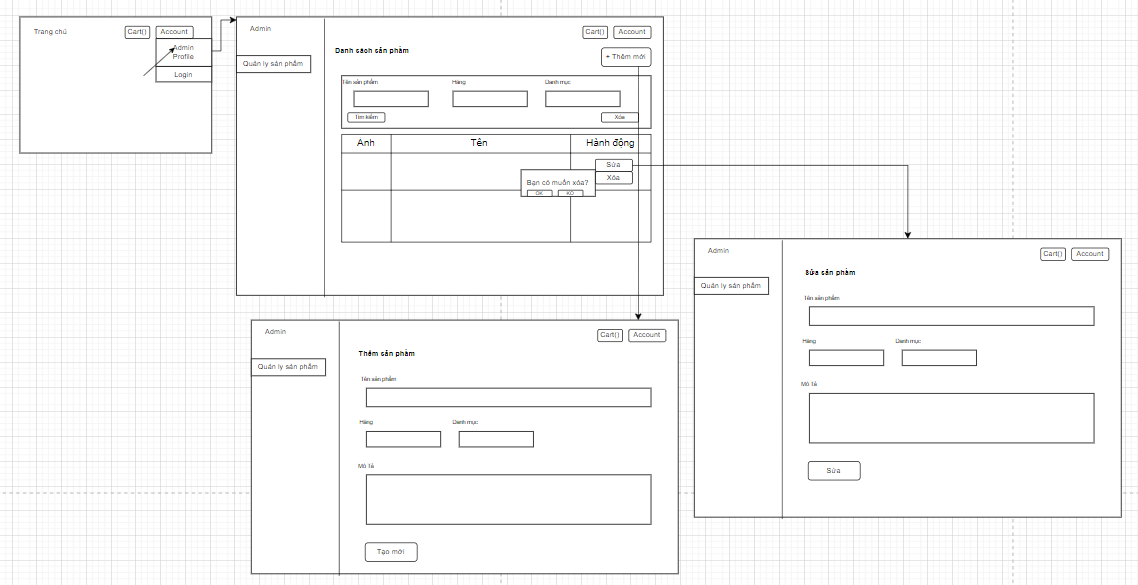 Trang chủ
Cart()
Account
Admin
Profile
Login
Admin
Cart()
Account
Danh sách sản phẩm
+ Thêm mới
Quản lý sản phẩm
Tên sản phẩm
Hãng
Danh mục
Tìm kiếm
Xóa
Anh
Tên
Hành động
Sửa
Xóa
Bạn có muốn xóa?
OK
KO
Admin
Cart()
Account
Quản lý sản phẩm
Sửa sản phẩm
Tên sản phẩm
Hãng
Danh mục
Mô Tả
Sửa
Admin
Cart()
Account
Thêm sản phẩm
Quản lý sản phẩm
Tên sản phẩm
Hãng
Danh mục
Mô Tả
Tạo mới